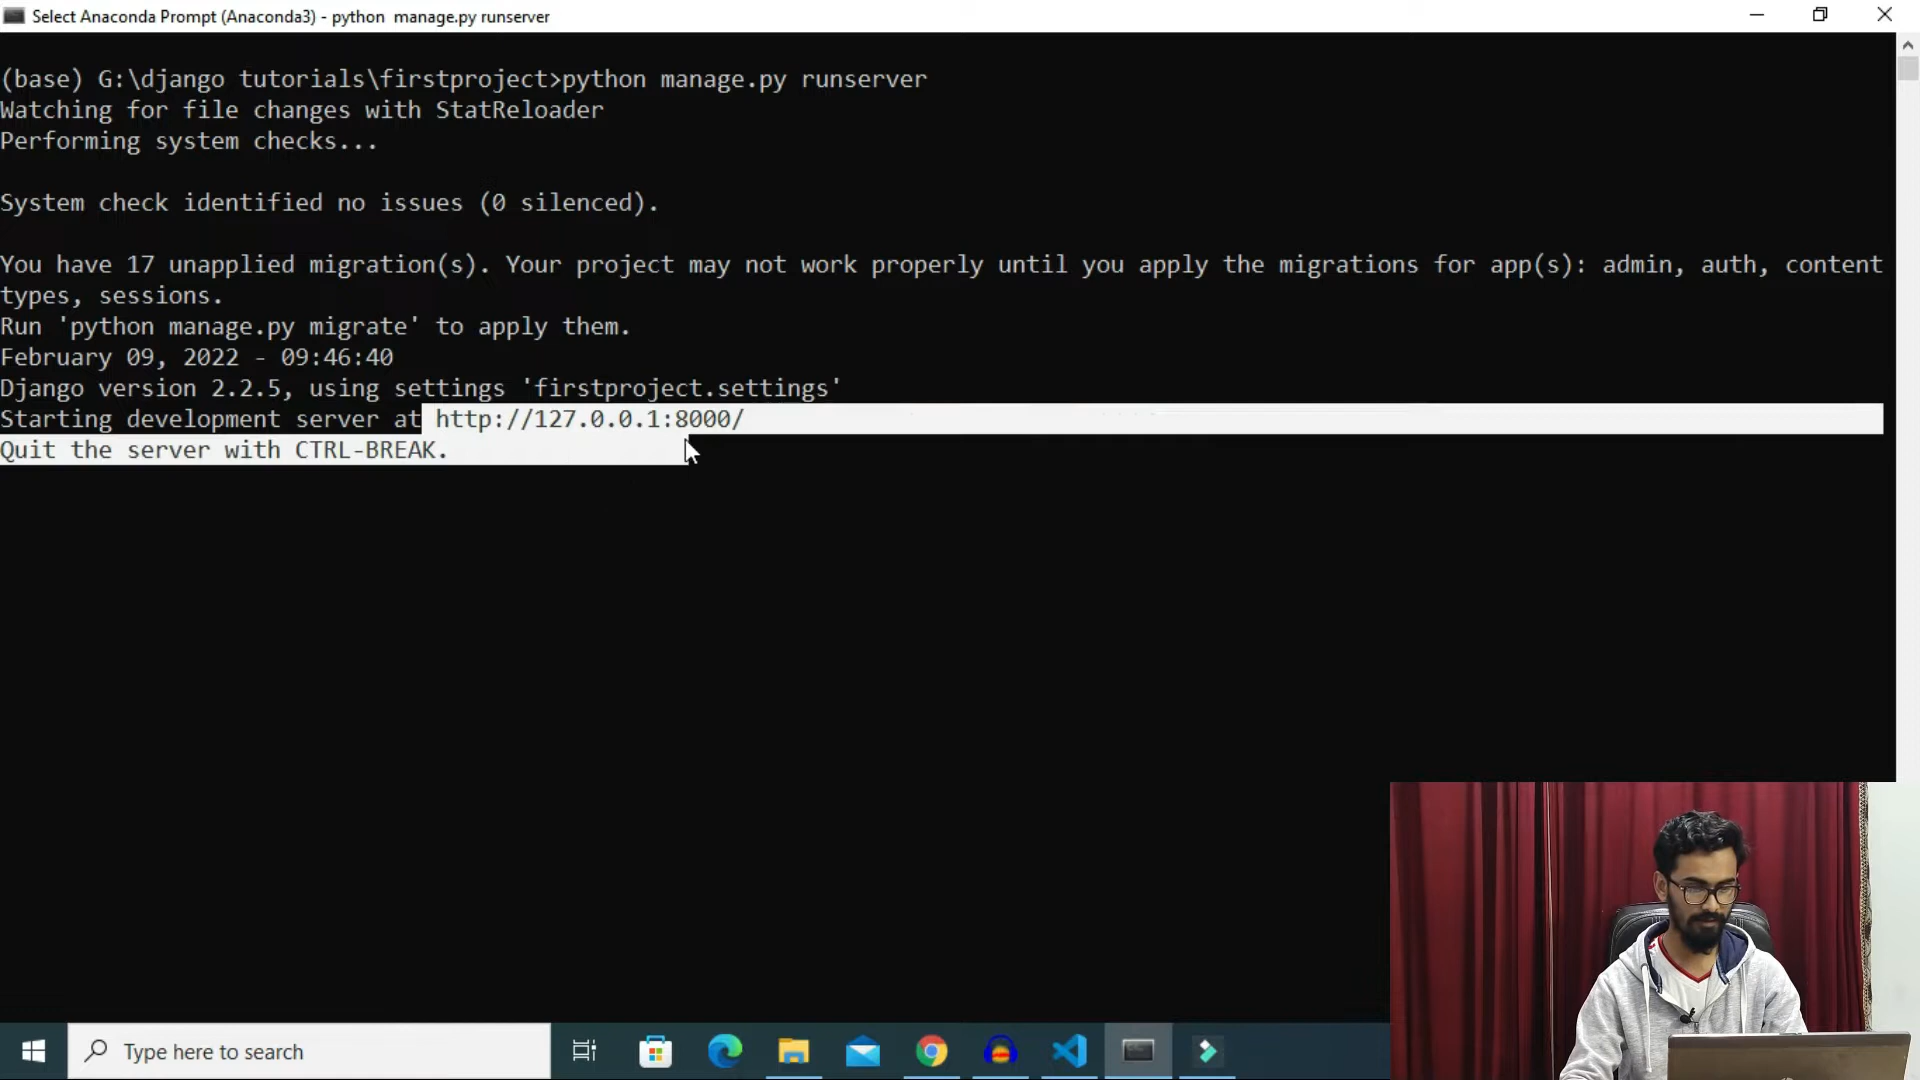 Select Anaconda Prompt (Anaconda3) - python  manage.py runserver
(base) G:\django tutorials\firstproject>python manage.py runserver
Watching for file changes with StatReloader
Performing system checks...
System check identified no issues (0 silenced).
You have 17 unapplied migration(s). Your project may not work properly until you apply the migrations for app(s): admin, auth, content
types, sessions.
Run 'python manage.py migrate' to apply them.
February 09, 2022 - 09:46:40
Django version 2.2.5, using settings 'firstproject.settings'
Starting development server at http://127.0.0.1:8000/
Quit the server with CTRL-BREAK.
Type here to search